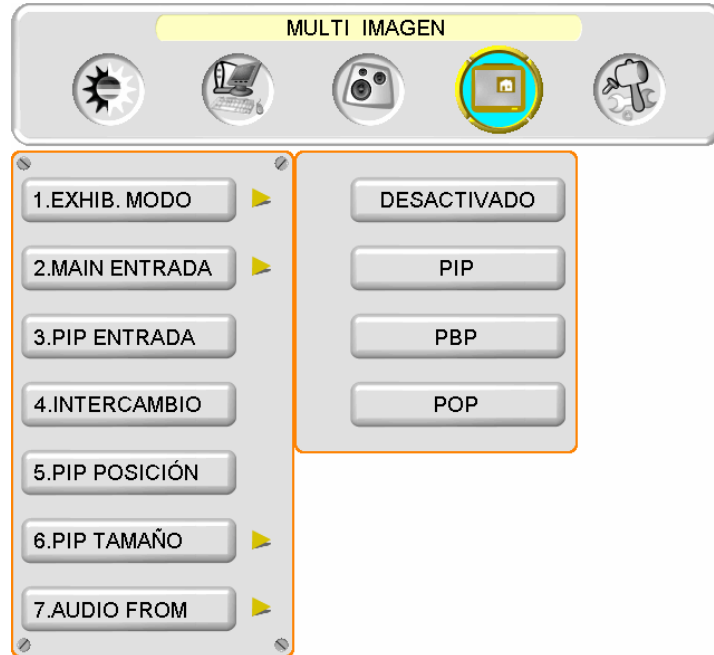 MULTI IMAGEN
1.EXHIB. MODO
2.MAIN ENTRADA
3.PIP ENTRADA
4.INTERCAMBIO
5.PIP POSICIÓN
6.PIP TAMAÑO
7.AUDIO FROM
DESACTIVADO
PIP
PBP
POP